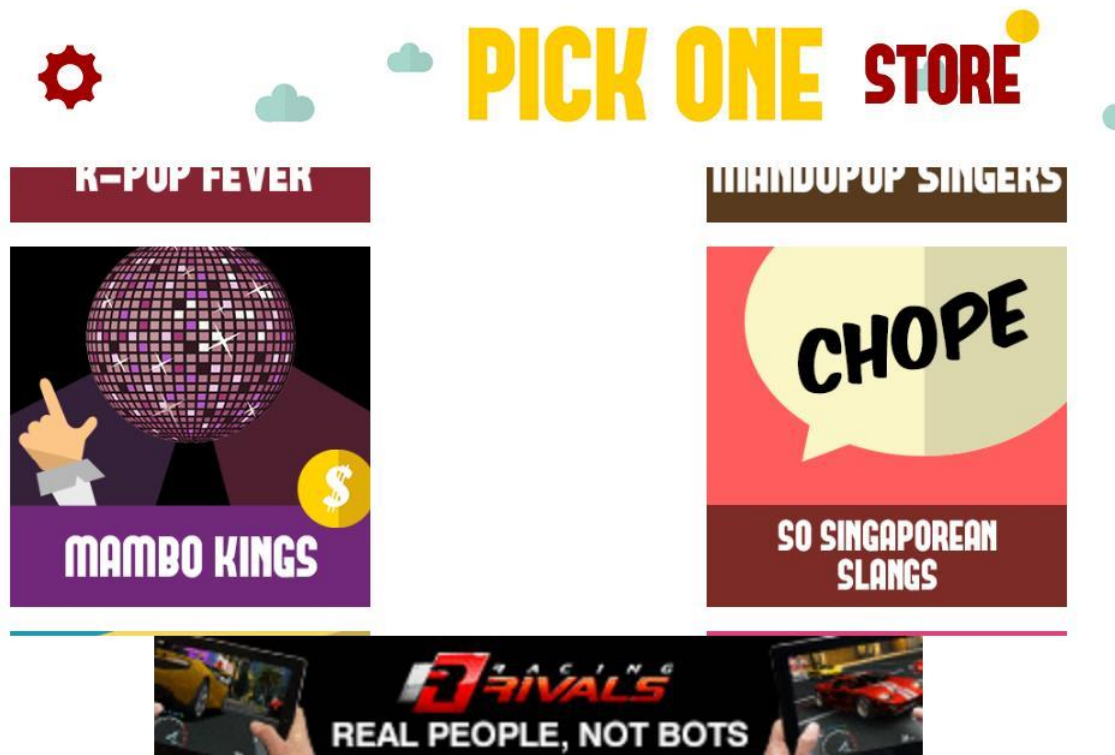 PICK ONE
STORE
K-POP FEVER
MANDOPOP SINGERS
CHOPE
$
MAMBO KINGS
SO SINGAPOREAN
SLANGS
RACING
RIVALS
REAL PEOPLE, NOT BOTS